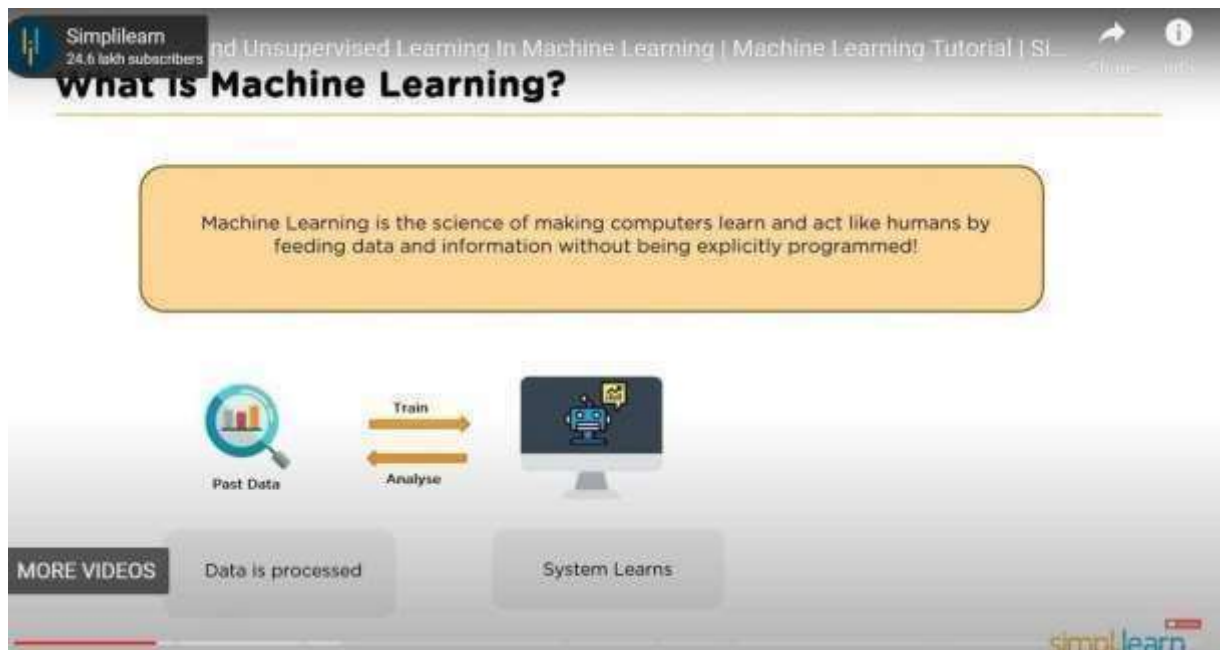 Simplilearn
24.6 lakh subscribers
nd Unsupervised Learning In Machine Learning | Machine Learning Tutorial | Si...
Share Info
What is Machine Learning?
Machine Learning is the science of making computers learn and act like humans by
feeding data and information without being explicitly programmed!
Train
Analyse
Past Data
MORE VIDEOS
Data is processed
System Learns
simplilearn